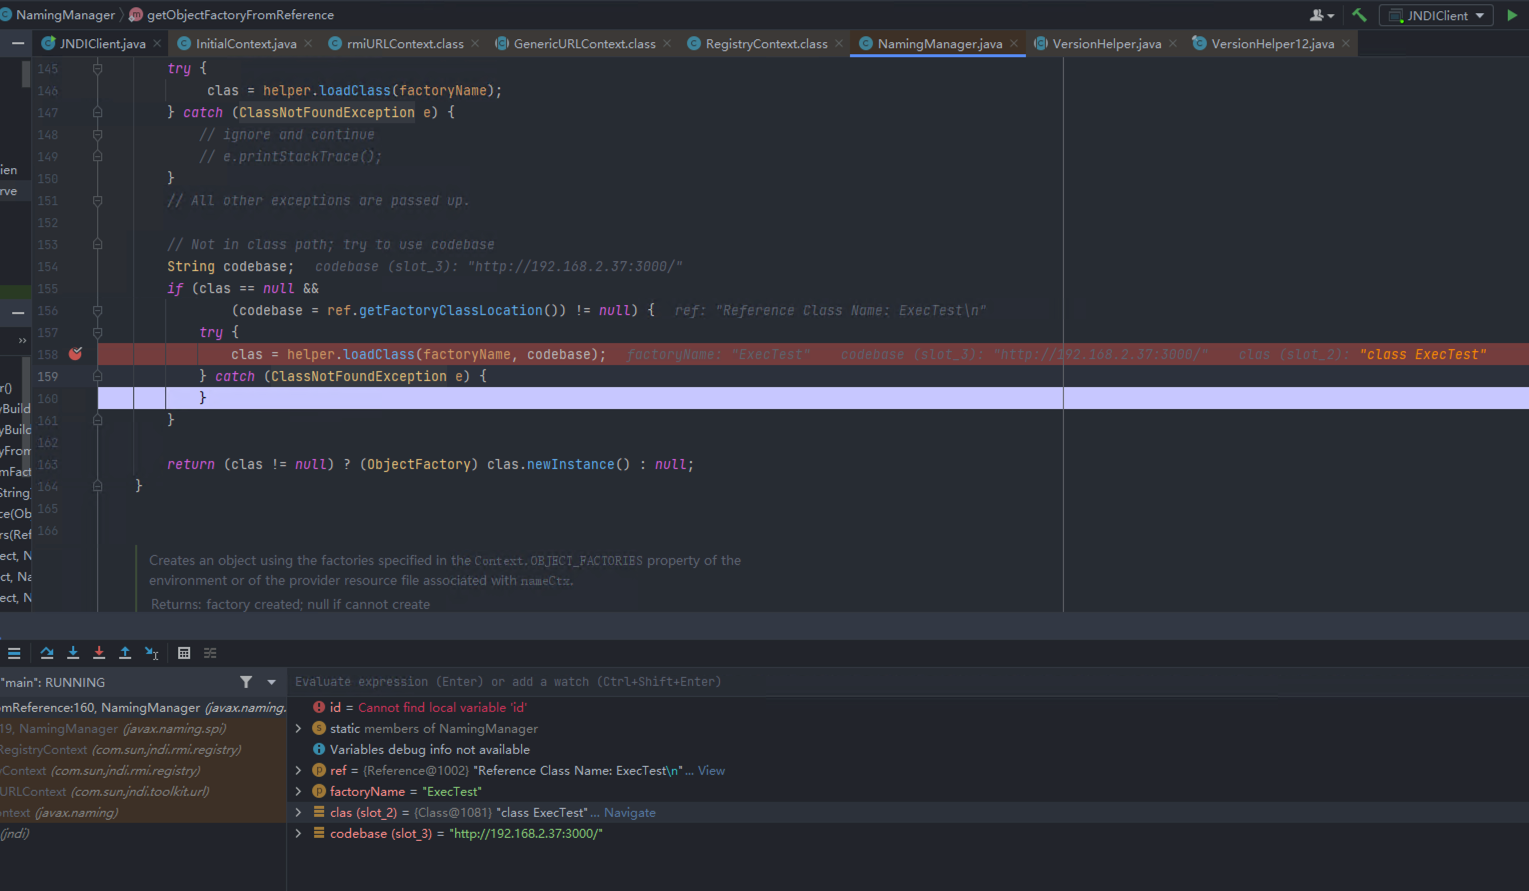 NamingManager getObjectFactoryFromReference JNDIClient
JNDIClient.java InitialContext.java rmiURLContext.class GenericURLContext.class RegistryContext.class NamingManager.java VersionHelper.java VersionHelper12.java
145 try {
146 clas = helper.loadClass(factoryName);
147 } catch (ClassNotFoundException e) {
148 // ignore and continue
149 // e.printStackTrace();
150 }
151 // All other exceptions are passed up.
152
153 // Not in class path; try to use codebase
154 String codebase; codebase (slot_3): "http://192.168.2.37:3000/"
155 if (clas == null &&
156 (codebase = ref.getFactoryClassLocation()) != null) { ref: "Reference Class Name: ExecTest\n"
157 try {
158 clas = helper.loadClass(factoryName, codebase); factoryName: "ExecTest" codebase (slot_3): "http://192.168.2.37:3000/" clas (slot_2): "class ExecTest"
159 } catch (ClassNotFoundException e) {
160 }
161 }
162
163 return (clas != null) ? (ObjectFactory) clas.newInstance() : null;
164 }
165
166
ien
rve
r()
yBuild
yBuild
yFrom
mFact
String
ce(Ob
rs(Ref
ect, N
ct, Na
ect, N
Creates an object using the factories specified in the Context.OBJECT_FACTORIES property of the
environment or of the provider resource file associated with nameCtx.
Returns: factory created; null if cannot create
"main": RUNNING
omReference:160, NamingManager (javax.naming.
19, NamingManager (javax.naming.spi)
RegistryContext (com.sun.jndi.rmi.registry)
yContext (com.sun.jndi.rmi.registry)
URLContext (com.sun.jndi.toolkit.url)
ontext (javax.naming)
(jndi)
Evaluate expression (Enter) or add a watch (Ctrl+Shift+Enter)
id = Cannot find local variable 'id'
static members of NamingManager
Variables debug info not available
ref = {Reference@1002} "Reference Class Name: ExecTest\n"... View
factoryName = "ExecTest"
clas (slot_2) = {Class@1081} "class ExecTest"... Navigate
codebase (slot_3) = "http://192.168.2.37:3000/"